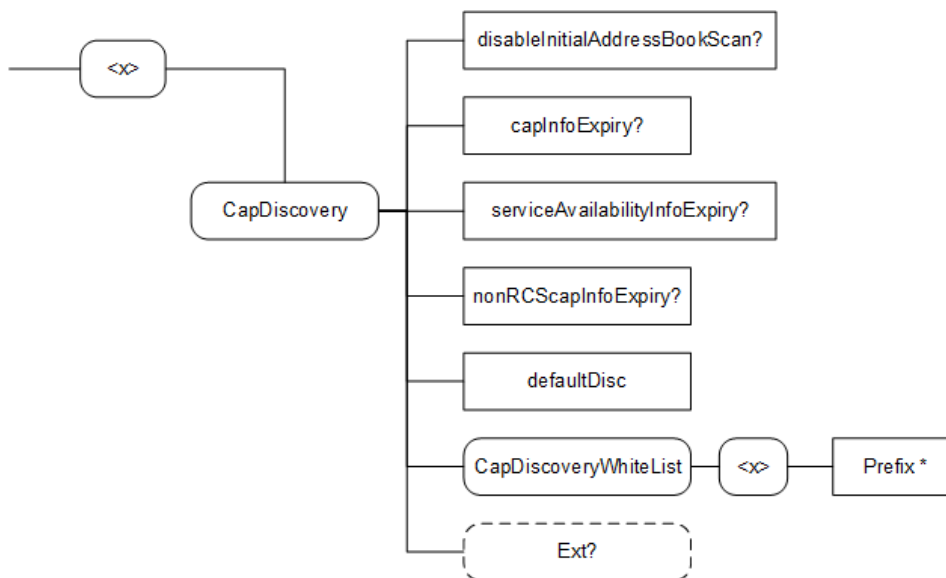 disableInitialAddressBookScan?
<x>
capInfoExpiry?
CapDiscovery
serviceAvailabilityInfoExpiry?
nonRCScapInfoExpiry?
defaultDisc
CapDiscoveryWhiteList
<x>
Prefix *
Ext?